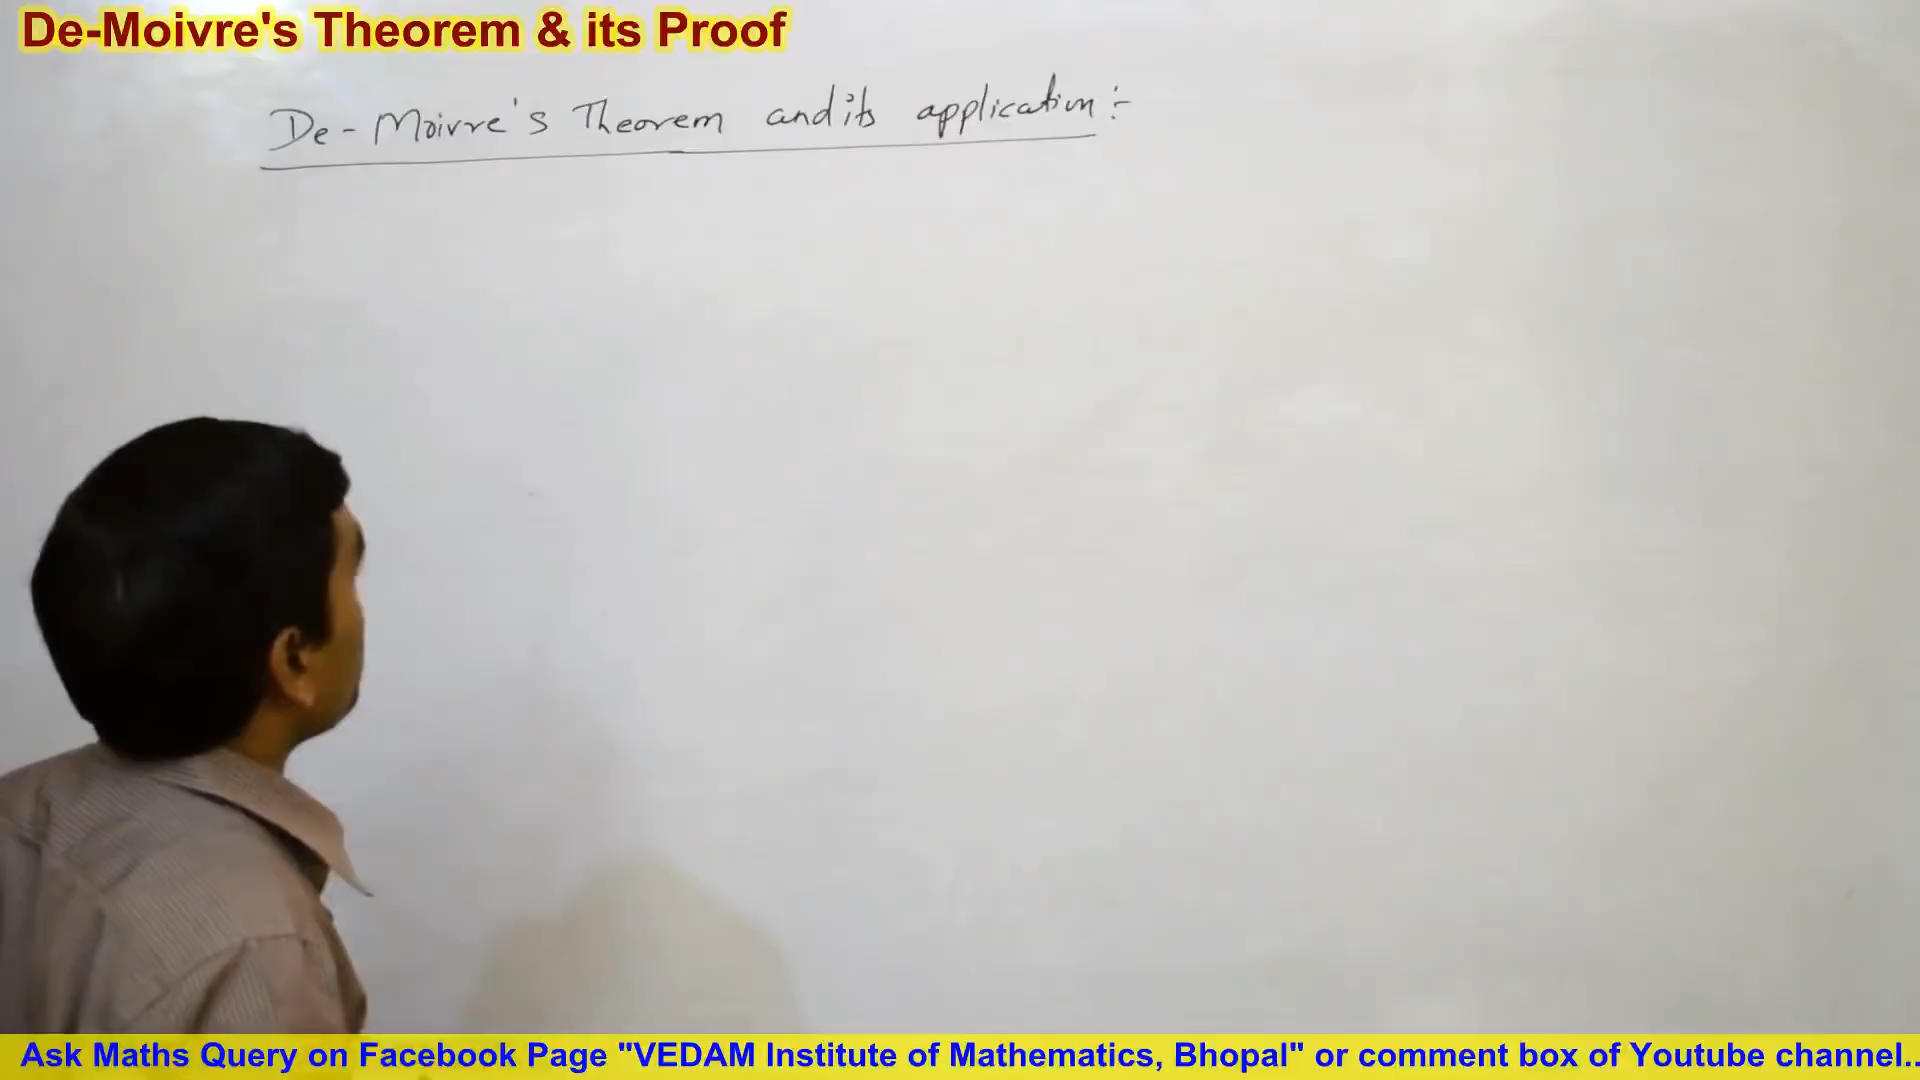 De-Moivre's Theorem & its Proof
De-Moivre's Theorem and its application :-
Ask Maths Query on Facebook Page "VEDAM Institute of Mathematics, Bhopal" or comment box of Youtube channel..